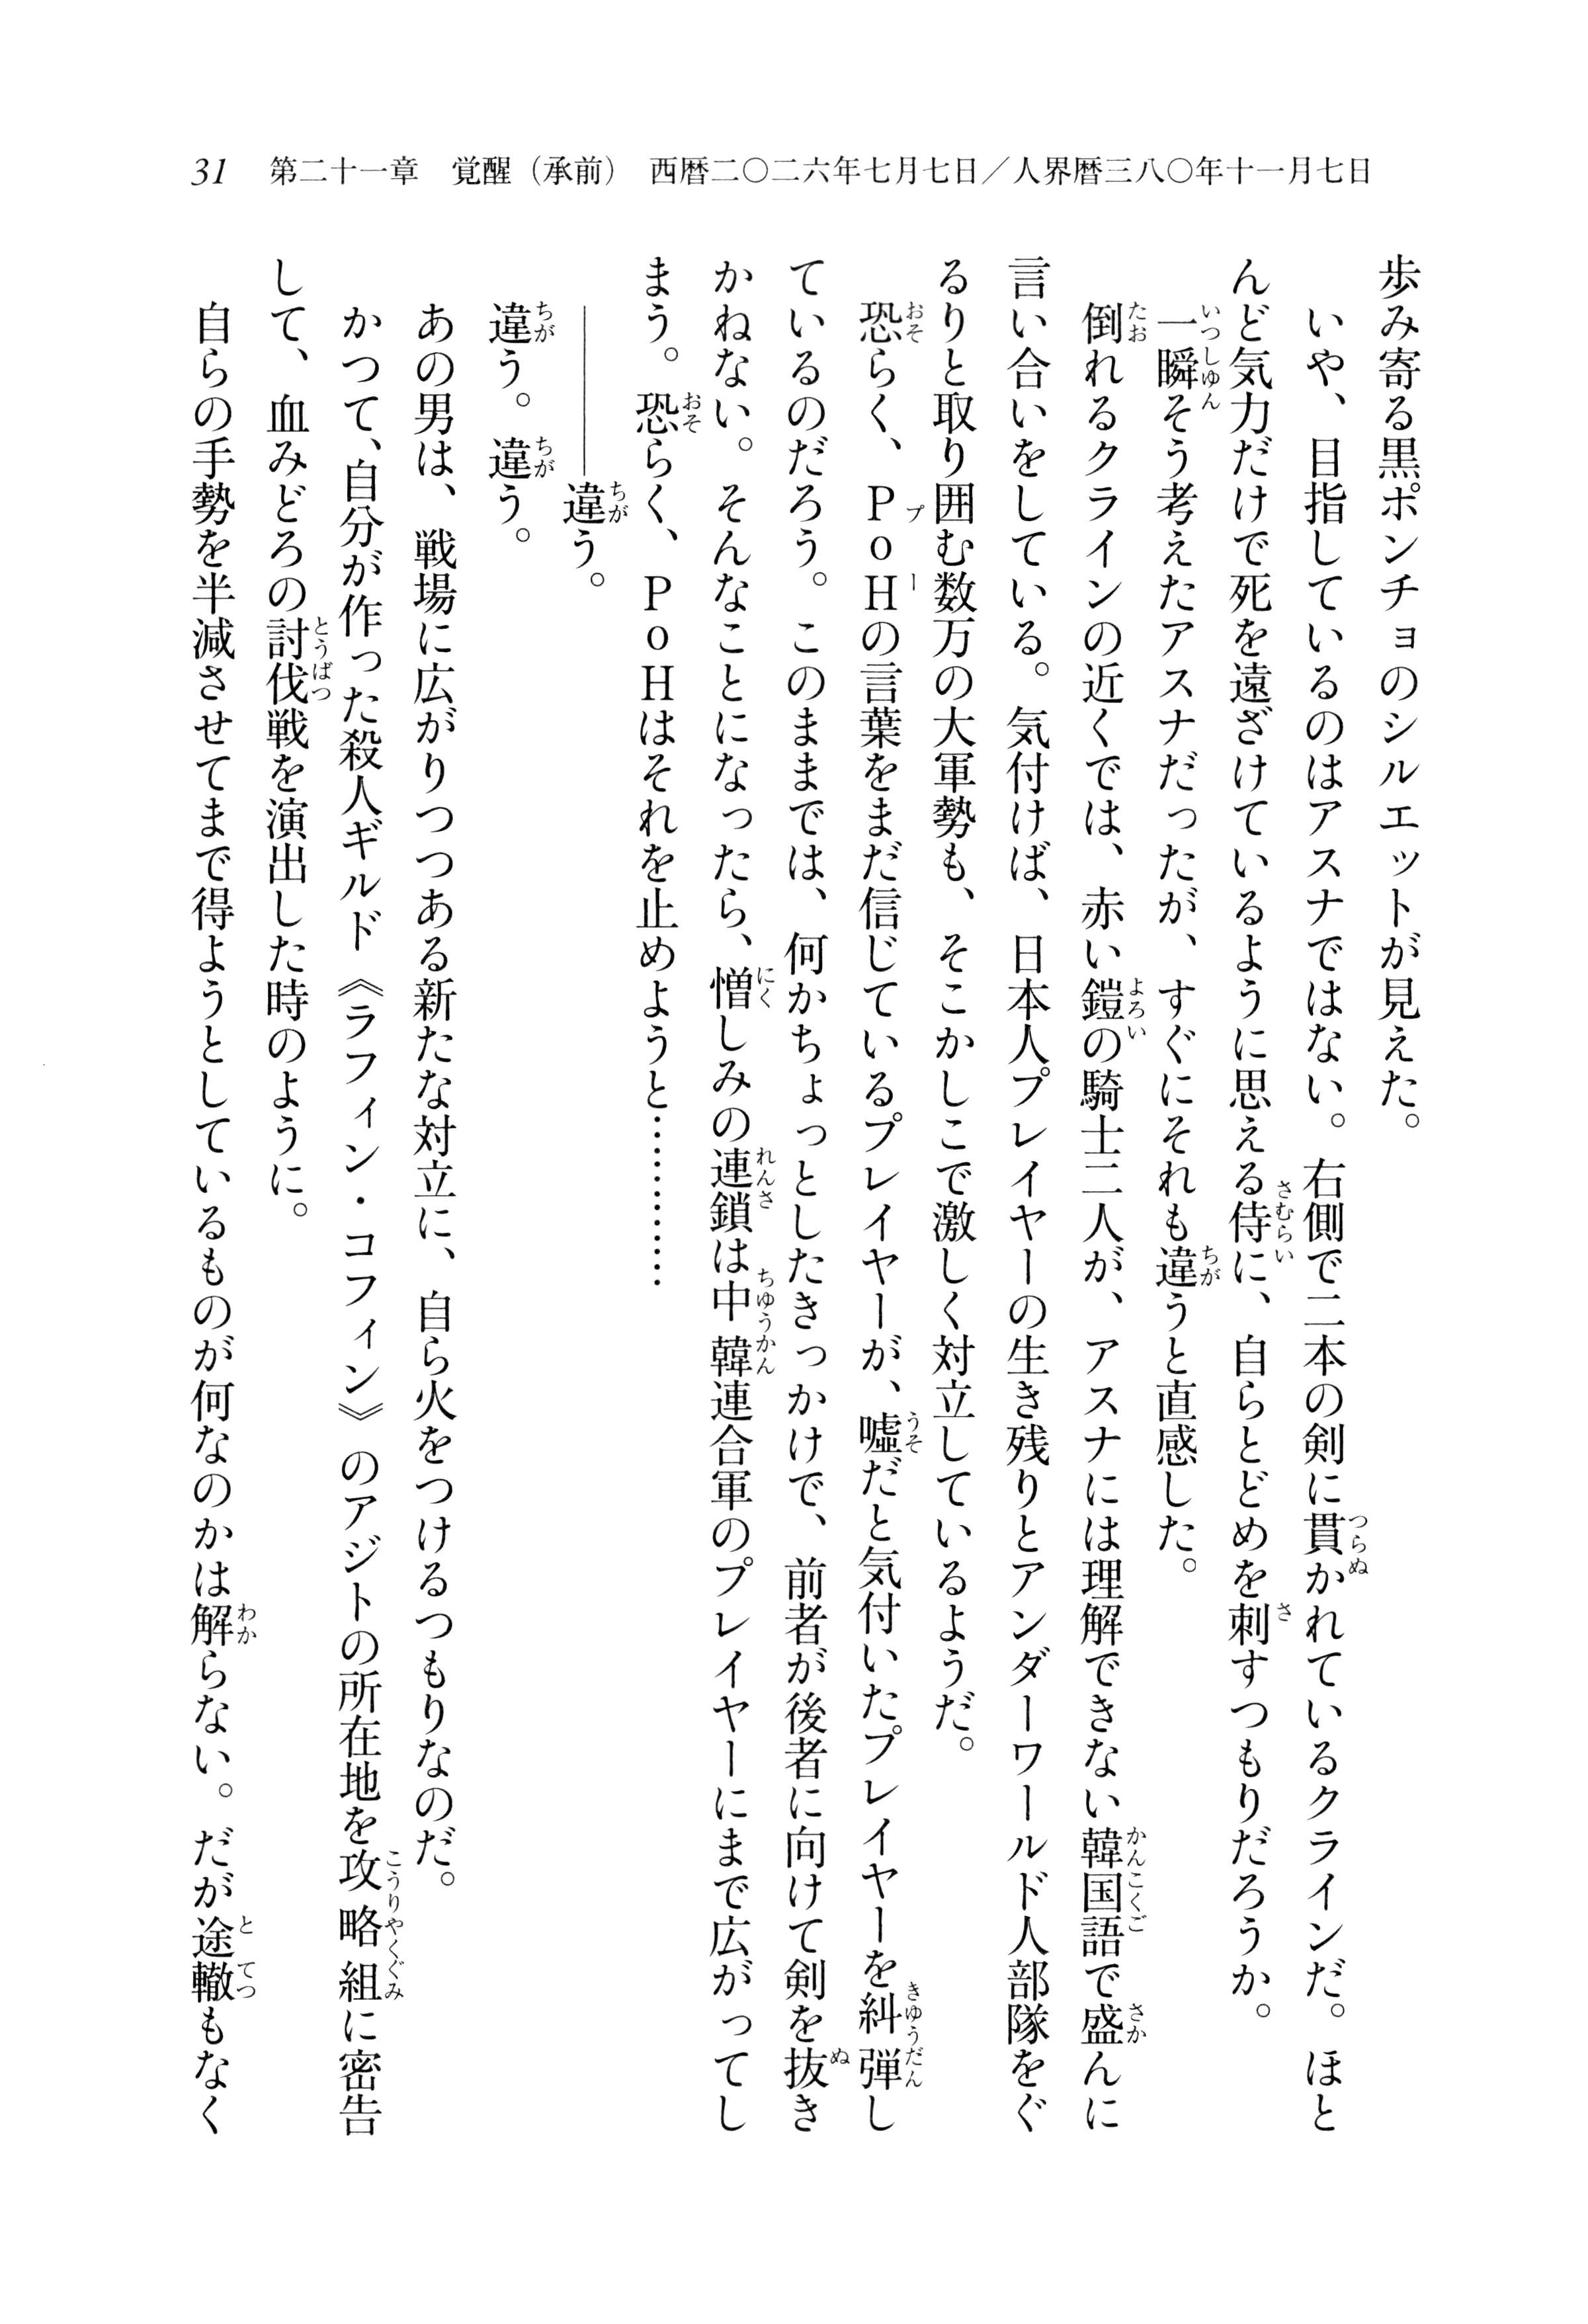 31 第二十一章　覚醒（承前）　西暦二〇二六年七月七日／人界暦三八〇年十一月七日
歩み寄る黒ポンチョのシルエットが見えた。
　いや、目指しているのはアスナではない。右側で二本の剣に貫かれているクラインだ。ほと
んど気力だけで死を遠ざけているように思える侍に、自らとどめを刺すつもりだろうか。
　一瞬そう考えたアスナだったが、すぐにそれも違うと直感した。
　倒れるクラインの近くでは、赤い鎧の騎士二人が、アスナには理解できない韓国語で盛んに
言い合いをしている。気付けば、日本人プレイヤーの生き残りとアンダーワールド人部隊をぐ
るりと取り囲む数万の大軍勢も、そこかしこで激しく対立しているようだ。
　恐らく、PoHの言葉をまだ信じているプレイヤーが、嘘だと気付いたプレイヤーを糾弾し
ているのだろう。このままでは、何かちょっとしたきっかけで、前者が後者に向けて剣を抜き
かねない。そんなことになったら、憎しみの連鎖は中韓連合軍のプレイヤーにまで広がってし
まう。恐らく、PoHはそれを止めようと…………
　――――違う。
　違う。違う。
　あの男は、戦場に広がりつつある新たな対立に、自ら火をつけるつもりなのだ。
　かつて、自分が作った殺人ギルド《ラフィン・コフィン》のアジトの所在地を攻略組に密告
して、血みどろの討伐戦を演出した時のように。
　自らの手勢を半減させてまで得ようとしているものが何なのかは解らない。だが途轍もなく